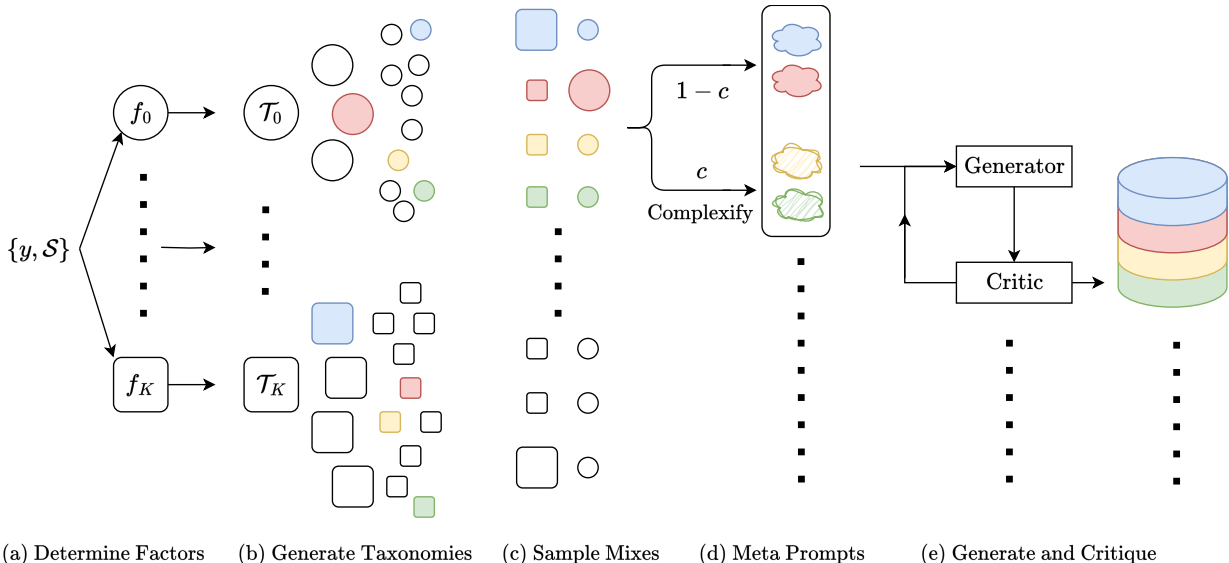 {y, 𝒮}
f₀
f_K
𝒯₀
𝒯_K
1 − c
c
Complexify
Generator
Critic
(a) Determine Factors
(b) Generate Taxonomies
(c) Sample Mixes
(d) Meta Prompts
(e) Generate and Critique